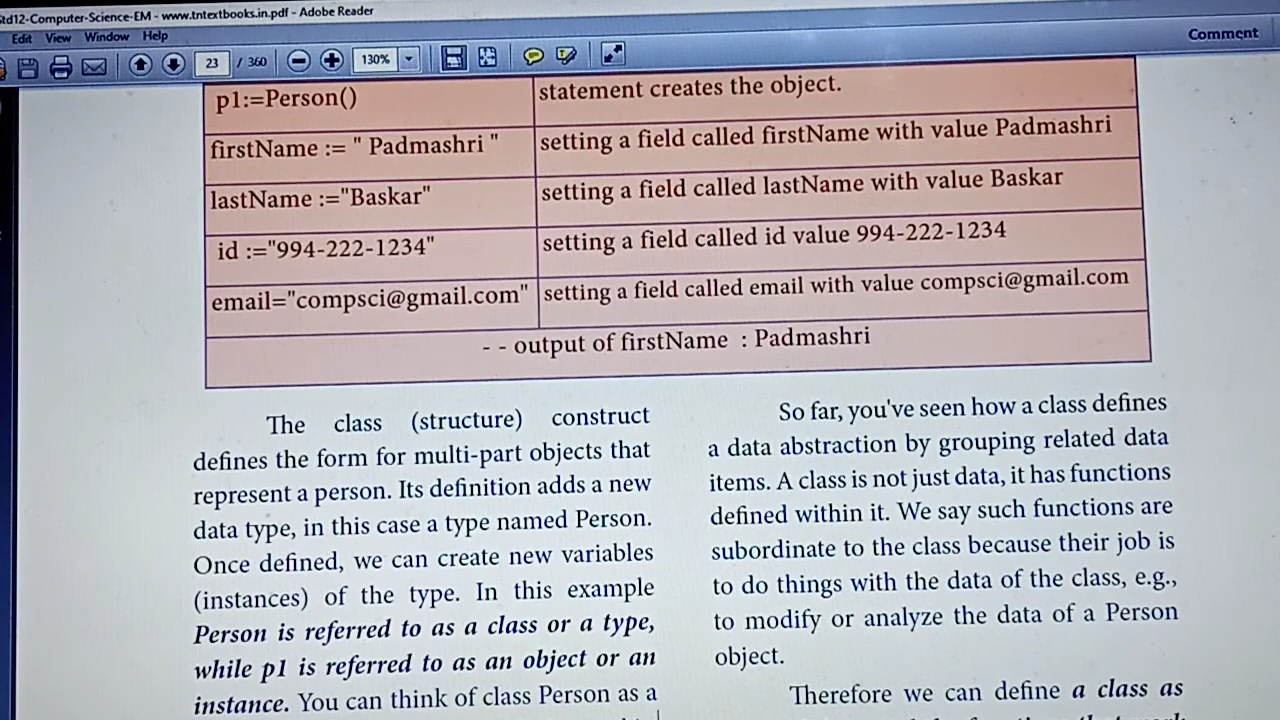 td12-Computer-Science-EM - www.tntextbooks.in.pdf - Adobe Reader
Edit View Window Help
Comment
23 / 360 130%
p1:=Person() statement creates the object.
firstName := " Padmashri " setting a field called firstName with value Padmashri
lastName :="Baskar" setting a field called lastName with value Baskar
id :="994-222-1234" setting a field called id value 994-222-1234
email="compsci@gmail.com" setting a field called email with value compsci@gmail.com
- - output of firstName : Padmashri
The class (structure) construct
defines the form for multi-part objects that
represent a person. Its definition adds a new
data type, in this case a type named Person.
Once defined, we can create new variables
(instances) of the type. In this example
Person is referred to as a class or a type,
while p1 is referred to as an object or an
instance. You can think of class Person as a
So far, you've seen how a class defines
a data abstraction by grouping related data
items. A class is not just data, it has functions
defined within it. We say such functions are
subordinate to the class because their job is
to do things with the data of the class, e.g.,
to modify or analyze the data of a Person
object.
Therefore we can define a class as